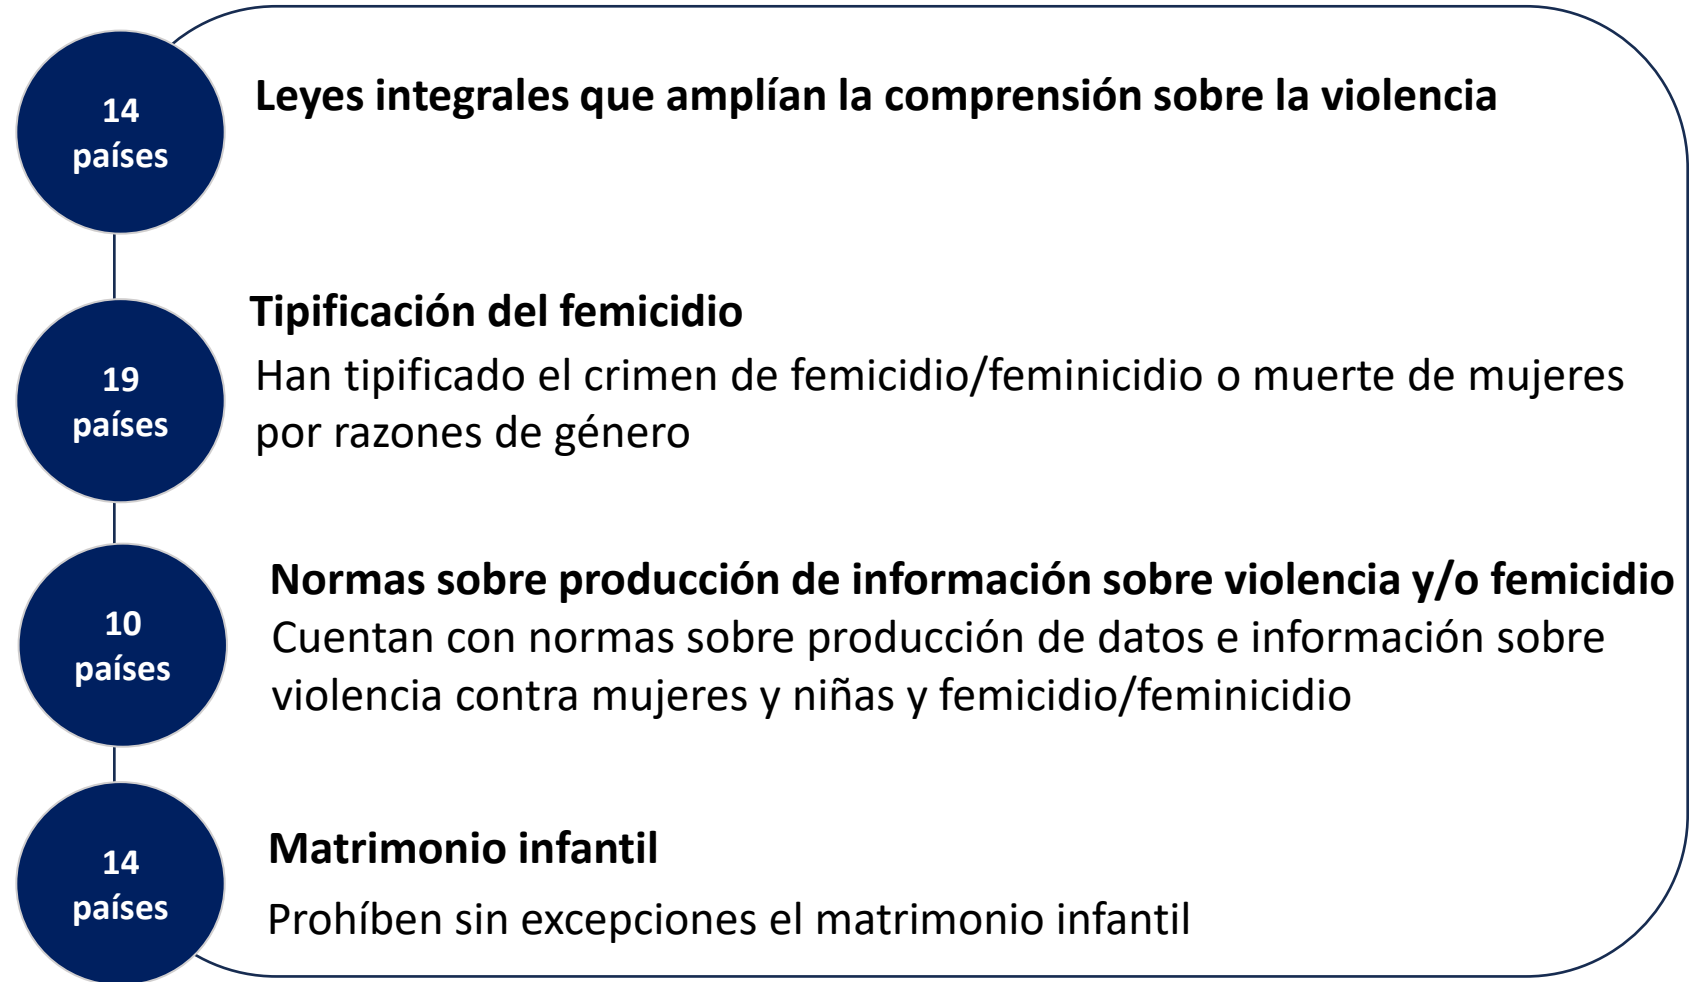 14
países
Leyes integrales que amplían la comprensión sobre la violencia
19
países
Tipificación del femicidio
Han tipificado el crimen de femicidio/feminicidio o muerte de mujeres
por razones de género
10
países
Normas sobre producción de información sobre violencia y/o femicidio
Cuentan con normas sobre producción de datos e información sobre
violencia contra mujeres y niñas y femicidio/feminicidio
14
países
Matrimonio infantil
Prohíben sin excepciones el matrimonio infantil